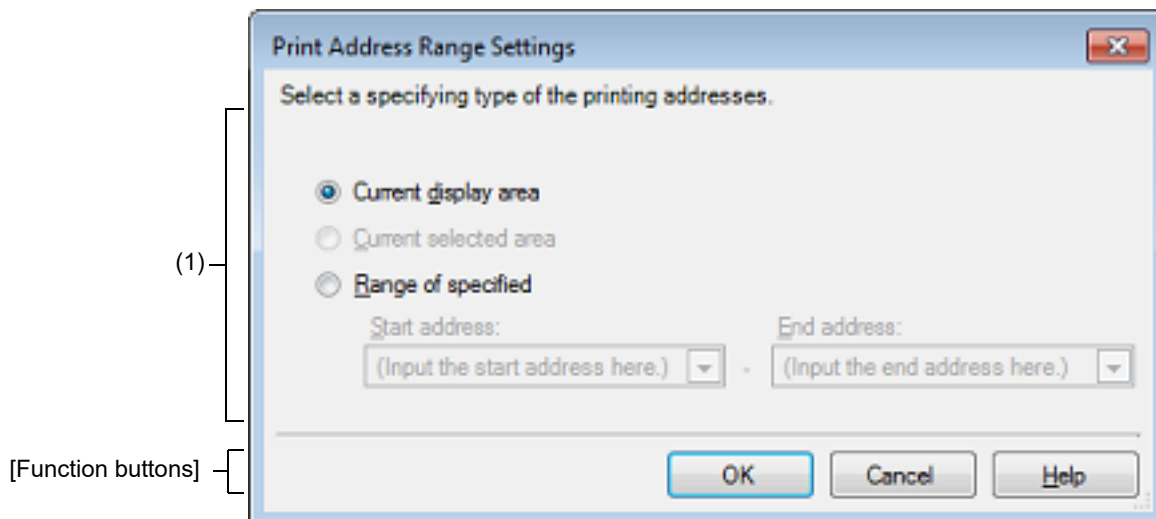 Print Address Range Settings
Select a specifying type of the printing addresses.
Current display area
Current selected area
(1)
Range of specified
Start address: End address:
(Input the start address here.) - (Input the end address here.)
[Function buttons]
OK Cancel Help